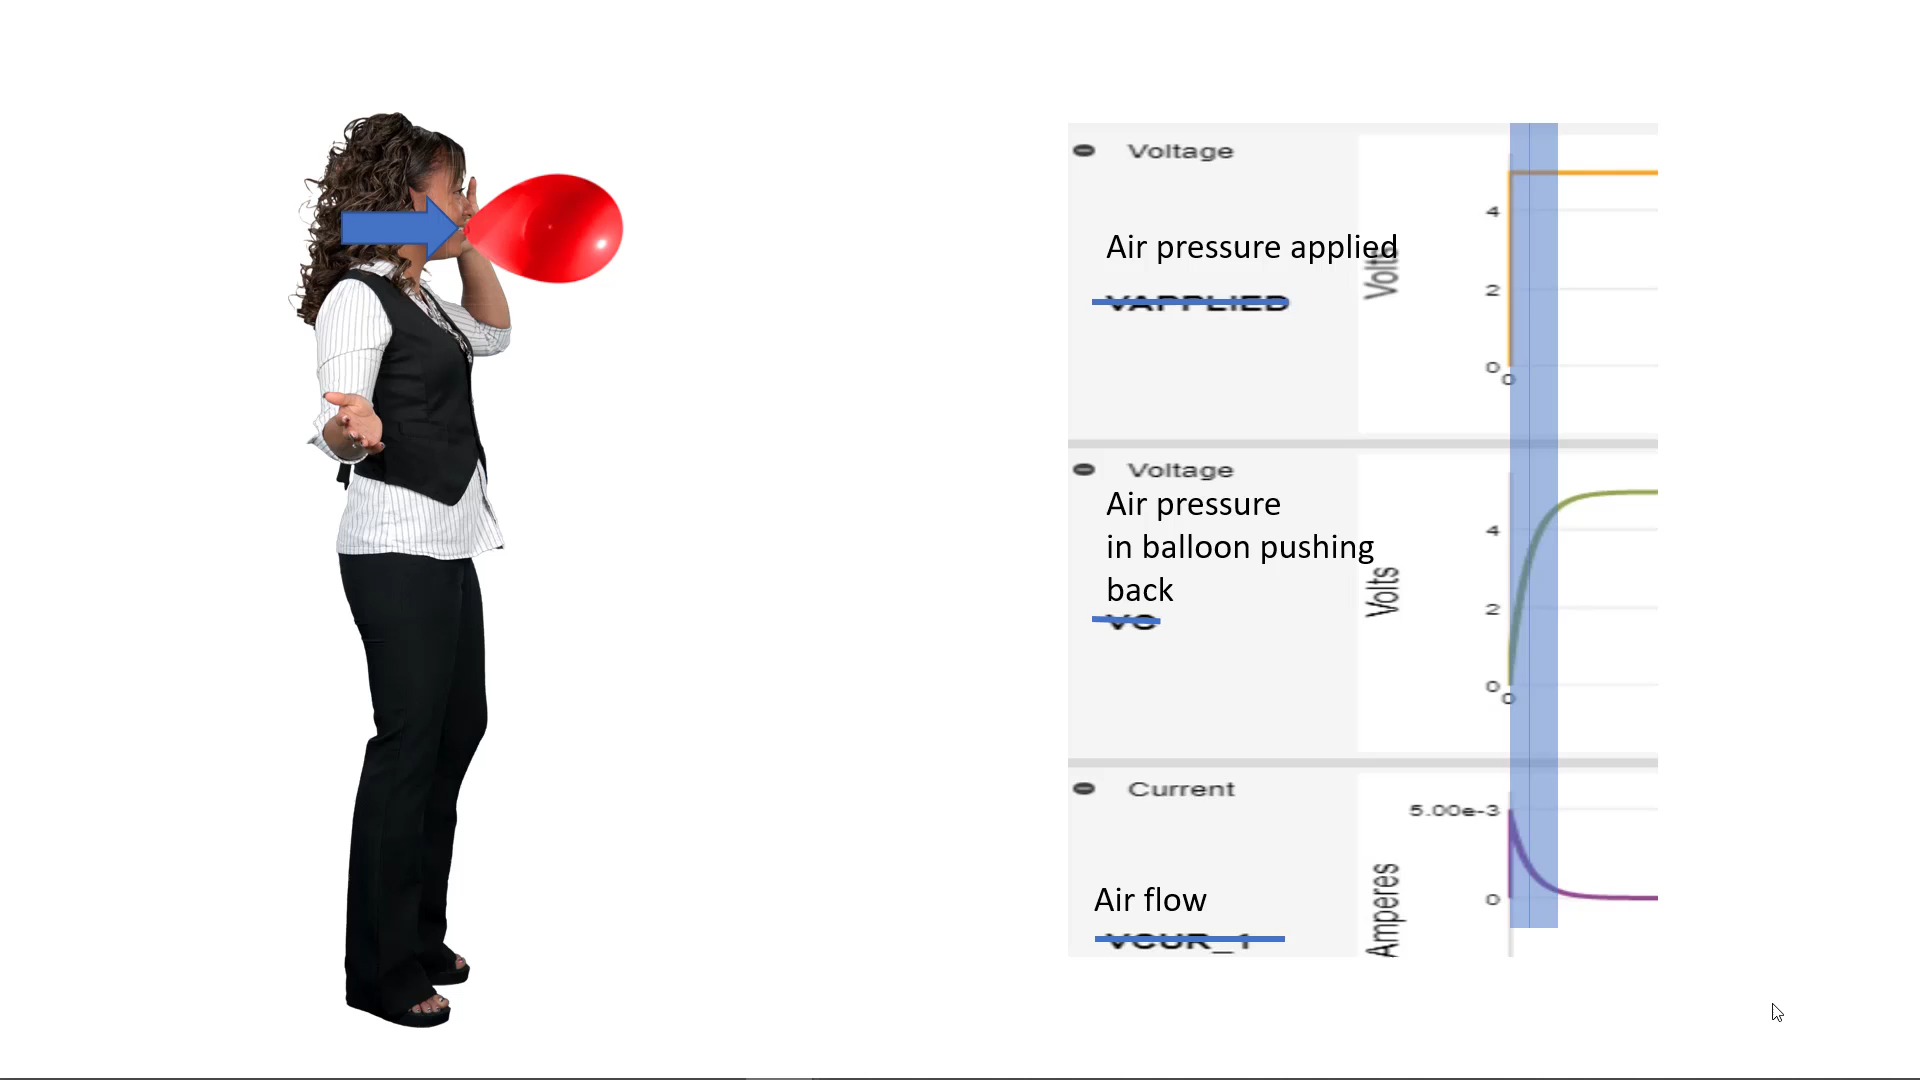 Voltage
Air pressure applied
VAPPLIED
Volts
4
2
0
0
Voltage
Air pressure
in balloon pushing
back
VC
Volts
4
2
0
0
Current
5.00e-3
Air flow
VCUR_1
Amperes
0